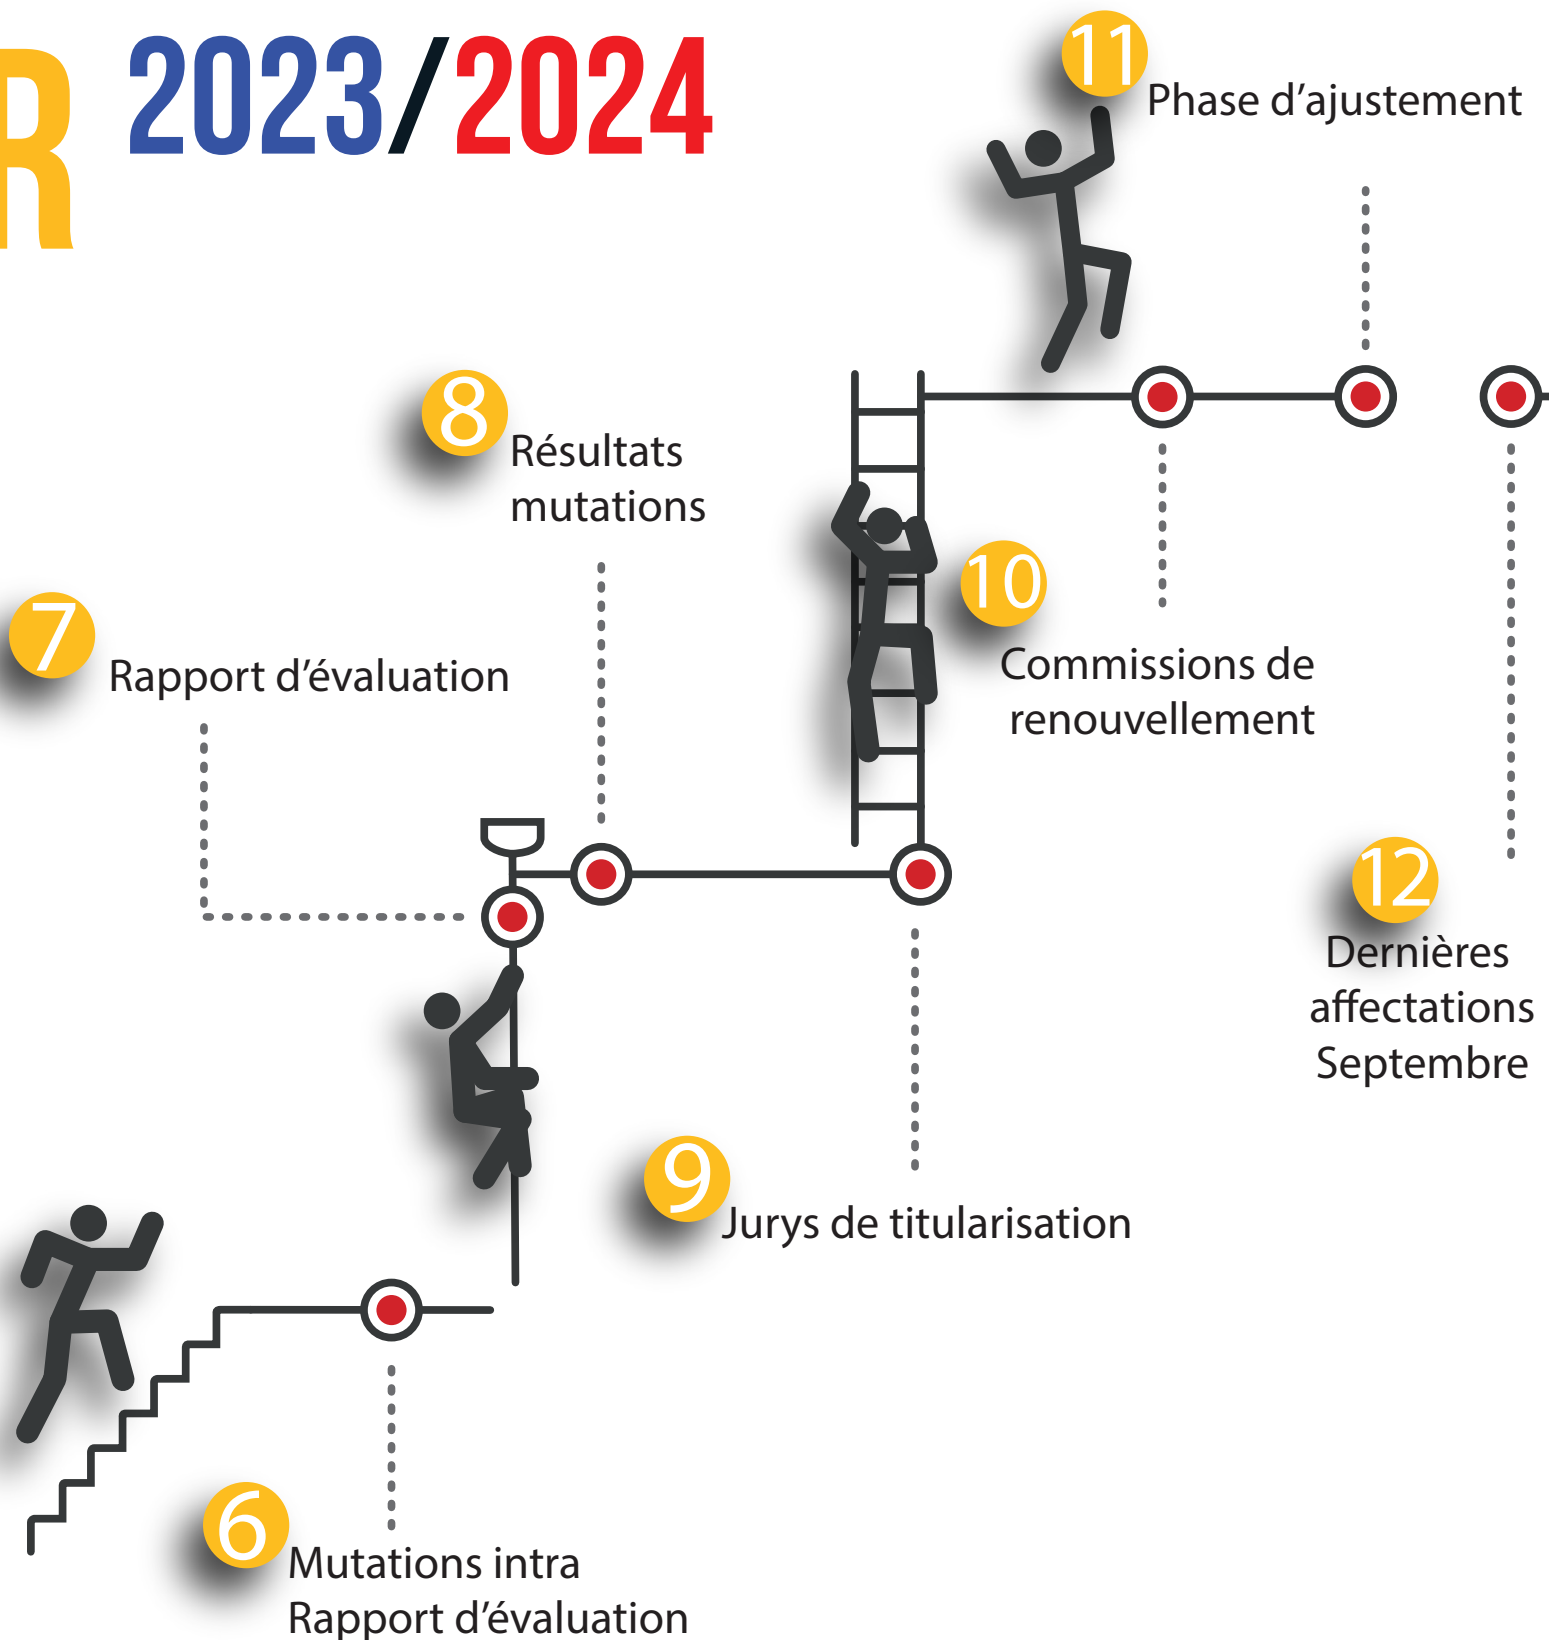 R 2023/2024
11
Phase d'ajustement
8
Résultats
mutations
7
Rapport d'évaluation
10
Commissions de
renouvellement
12
Dernières
affectations
Septembre
9
Jurys de titularisation
6
Mutations intra
Rapport d'évaluation